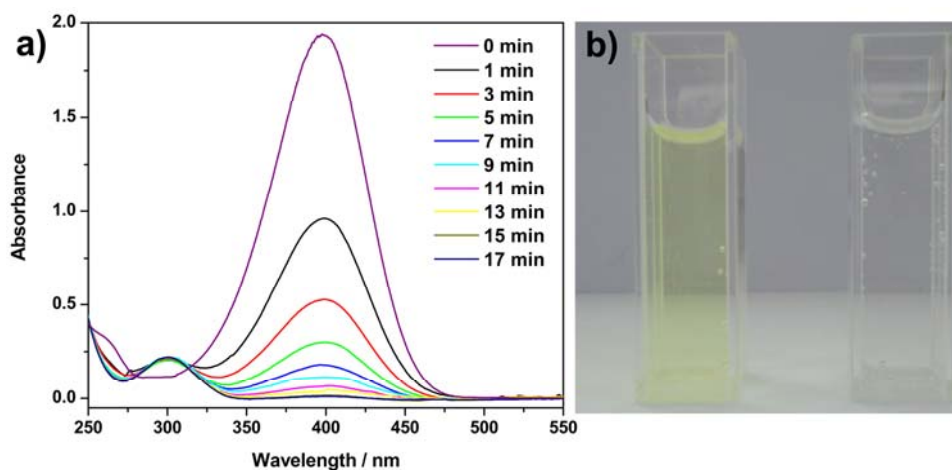 a)
b)
2.0
1.5
1.0
0.5
0.0
Absorbance
0 min
1 min
3 min
5 min
7 min
9 min
11 min
13 min
15 min
17 min
250 300 350 400 450 500 550
Wavelength / nm